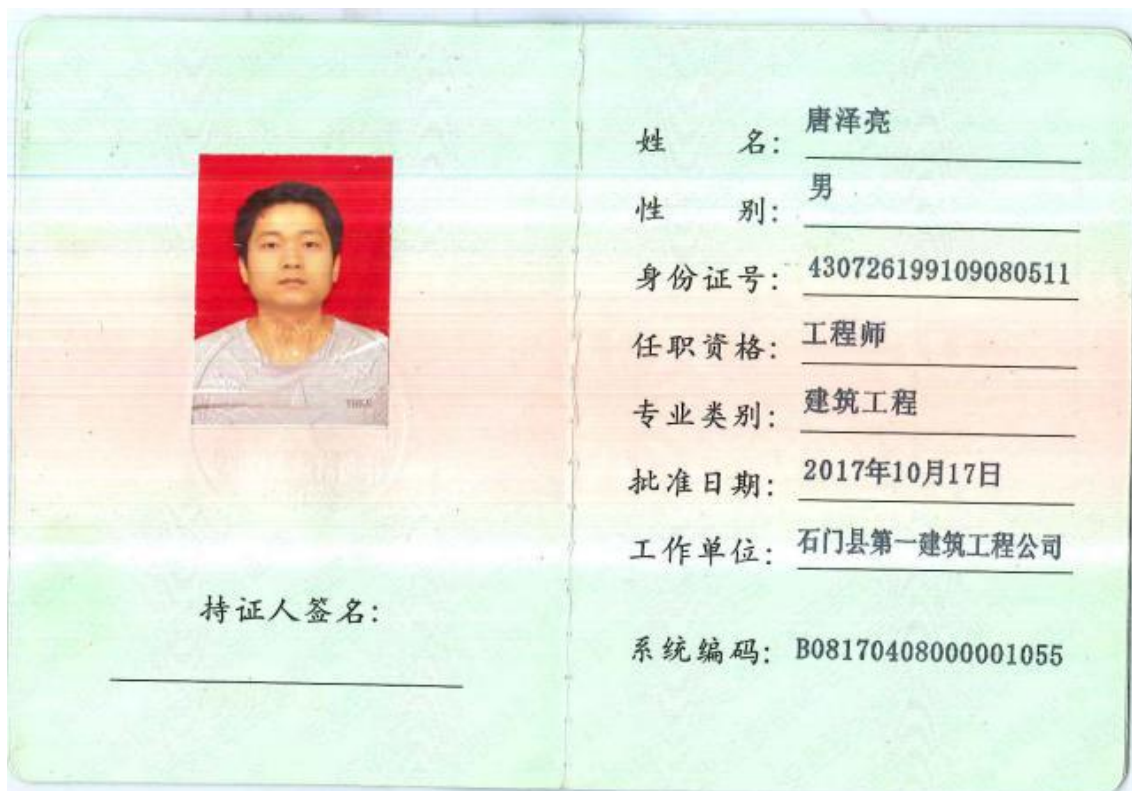 姓名：唐泽亮
性别：男
身份证号：430726199109080511
任职资格：工程师
专业类别：建筑工程
批准日期：2017年10月17日
工作单位：石门县第一建筑工程公司
持证人签名：
系统编码：B08170408000001055